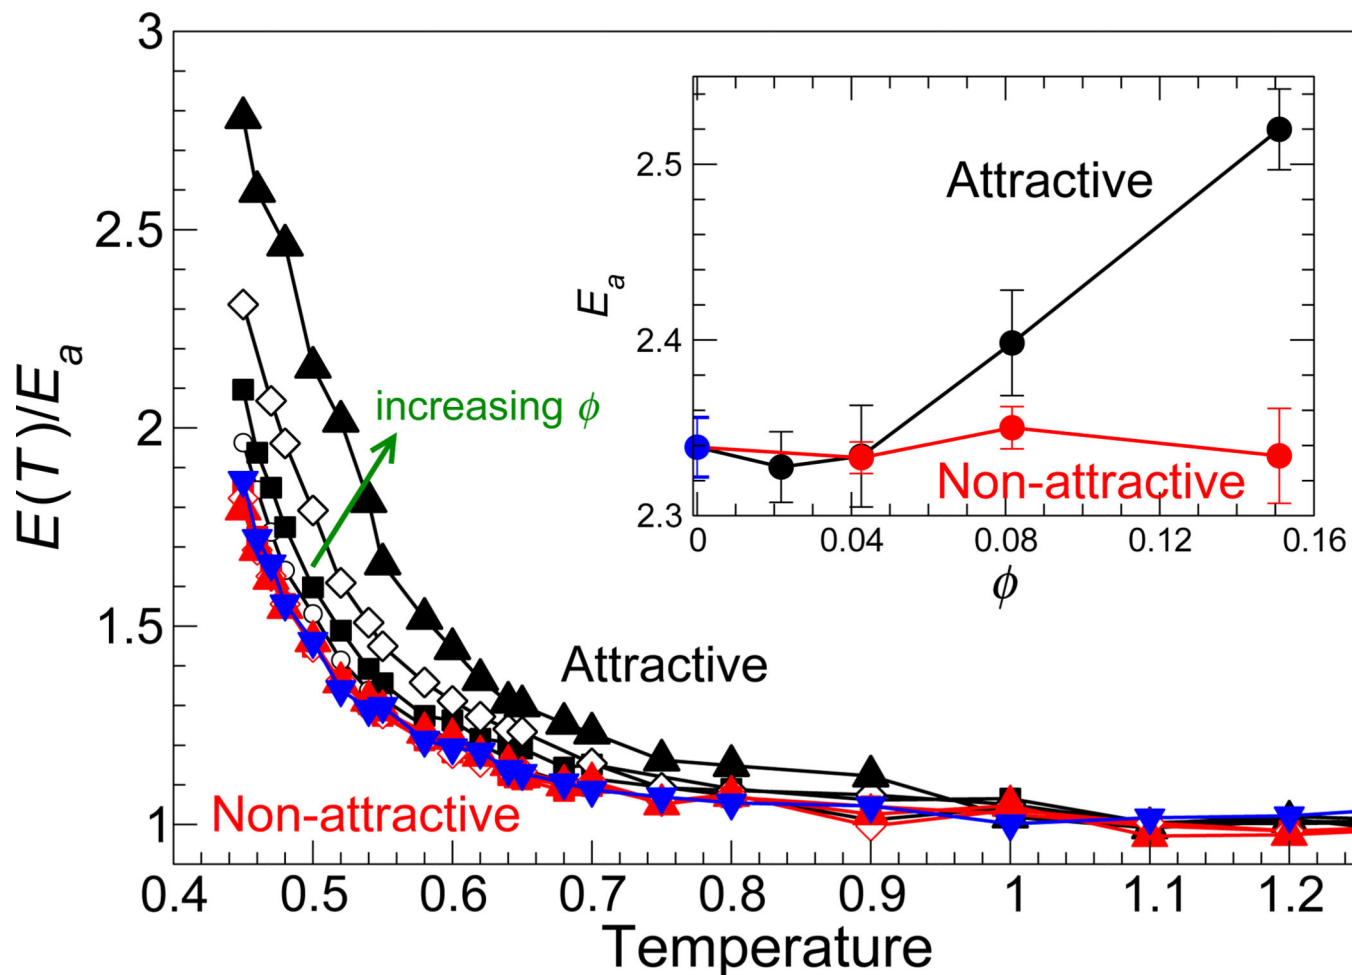 3
2.5
2
1.5
1
E(T)/E_a
0.4 0.5 0.6 0.7 0.8 0.9 1 1.1 1.2
Temperature
increasing ϕ
Attractive
Non-attractive
2.5
2.4
2.3
E_a
0 0.04 0.08 0.12 0.16
ϕ
Attractive
Non-attractive